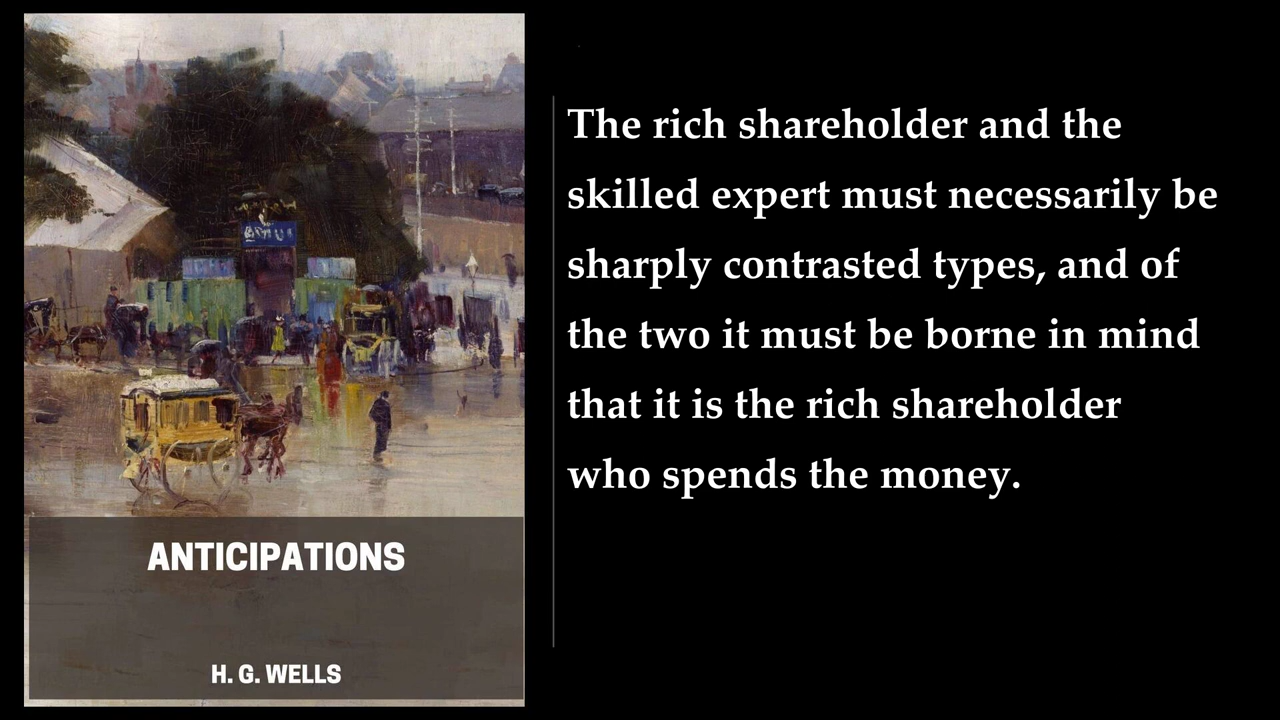 ANTICIPATIONS
H. G. WELLS
The rich shareholder and the
skilled expert must necessarily be
sharply contrasted types, and of
the two it must be borne in mind
that it is the rich shareholder
who spends the money.